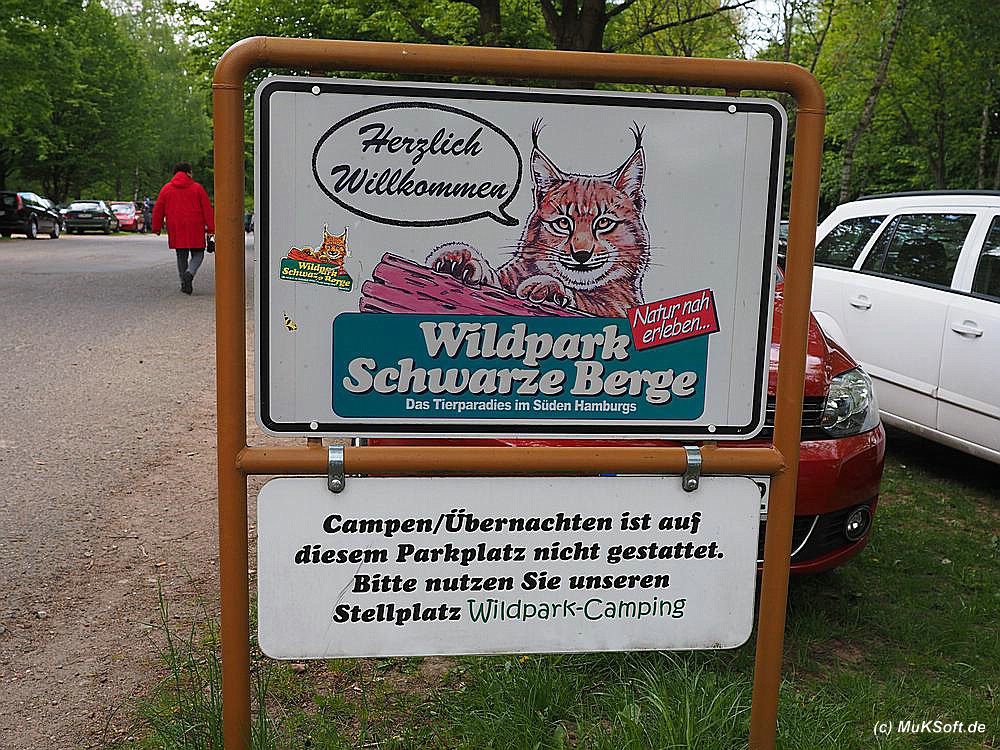 Herzlich
Willkommen
Wildpark
Schwarze Berge
Natur nah
erleben...
Wildpark
Schwarze Berge
Das Tierparadies im Süden Hamburgs
Campen/Übernachten ist auf
diesem Parkplatz nicht gestattet.
Bitte nutzen Sie unseren
Stellplatz Wildpark-Camping
(c) MuKSoft.de